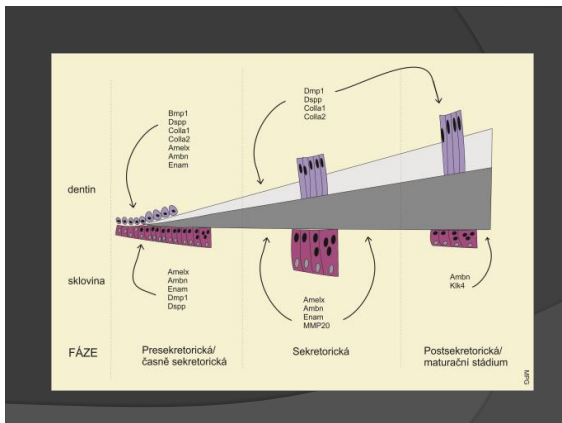 Dmp1
Dspp
Colla1
Colla2
Bmp1
Dspp
Colla1
Colla2
Amelx
Ambn
Enam
dentin
sklovina
Amelx
Ambn
Enam
Dmp1
Dspp
Amelx
Ambn
Enam
MMP20
Ambn
Klk4
FÁZE
Presekretorická/
časně sekretorická
Sekretorická
Postsekretorická/
maturační stádium
MPG